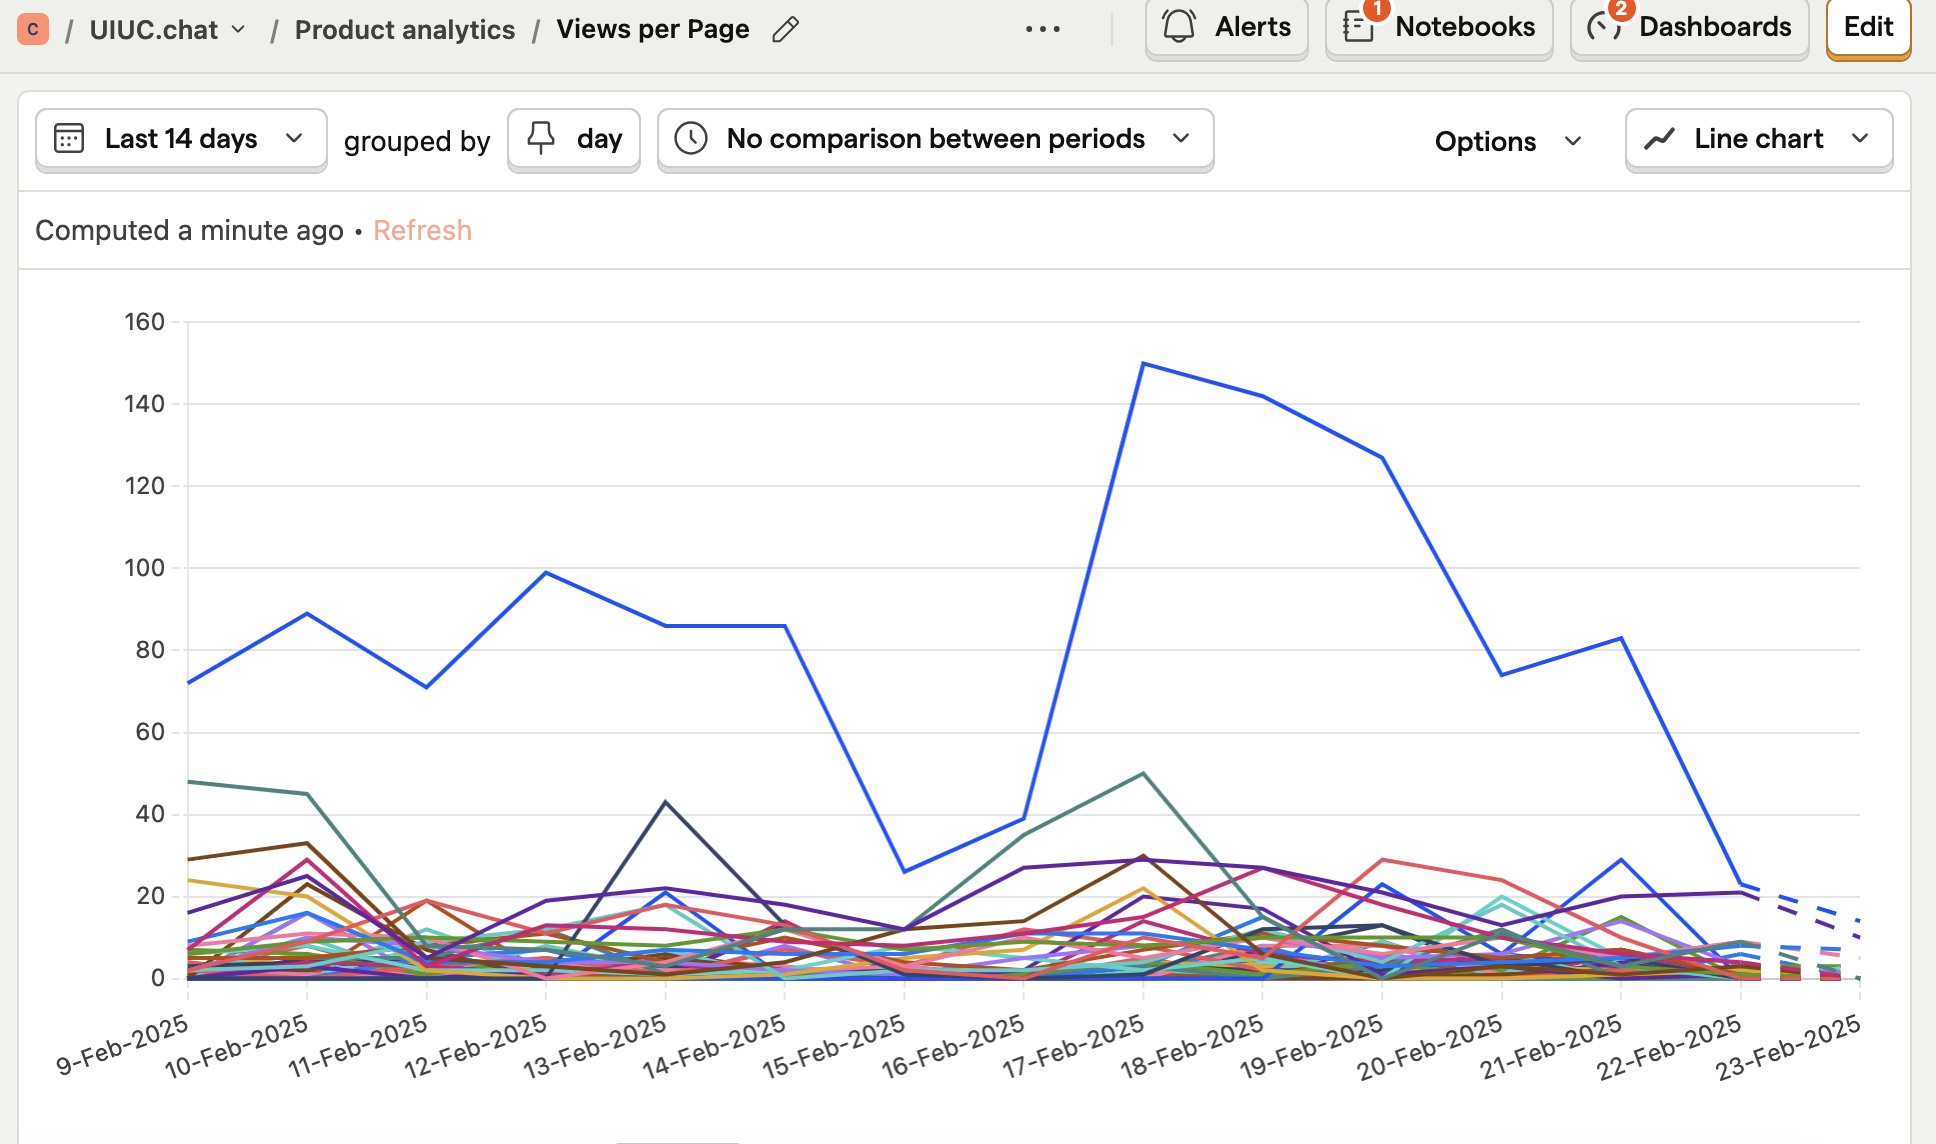 C / UIUC.chat / Product analytics / Views per Page
Alerts
1
Notebooks
2
Dashboards
Edit
Last 14 days grouped by day No comparison between periods Options Line chart
Computed a minute ago • Refresh
160
140
120
100
80
60
40
20
0
9-Feb-2025
10-Feb-2025
11-Feb-2025
12-Feb-2025
13-Feb-2025
14-Feb-2025
15-Feb-2025
16-Feb-2025
17-Feb-2025
18-Feb-2025
19-Feb-2025
20-Feb-2025
21-Feb-2025
22-Feb-2025
23-Feb-2025